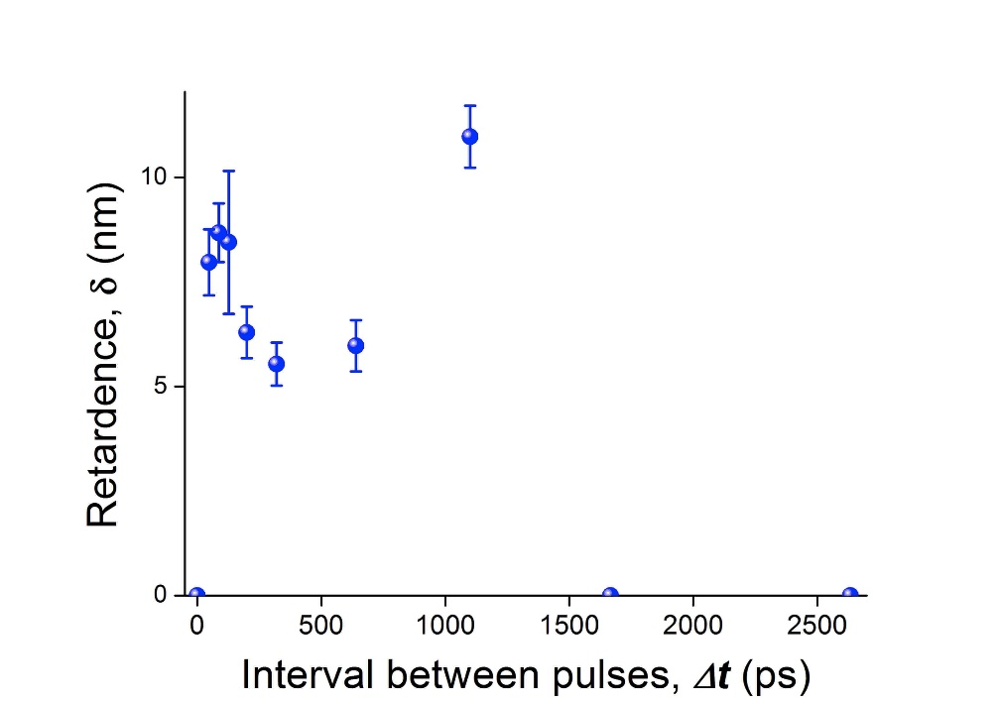 Retardence, δ (nm)
10
5
0
0 500 1000 1500 2000 2500
Interval between pulses, Δt (ps)